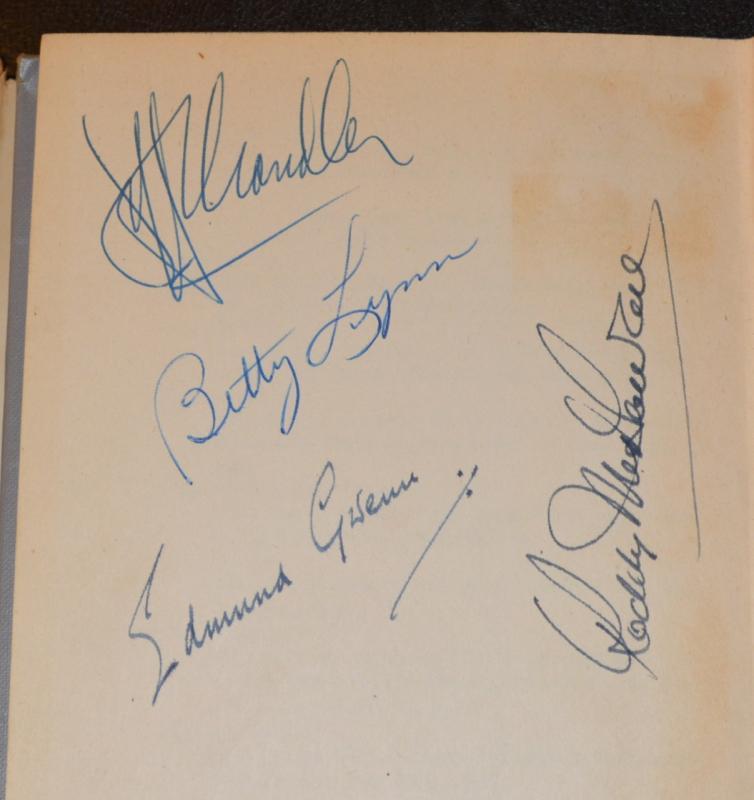 Chandler
Betty Lynn
Edmund Gwenn
Roddy McDowall